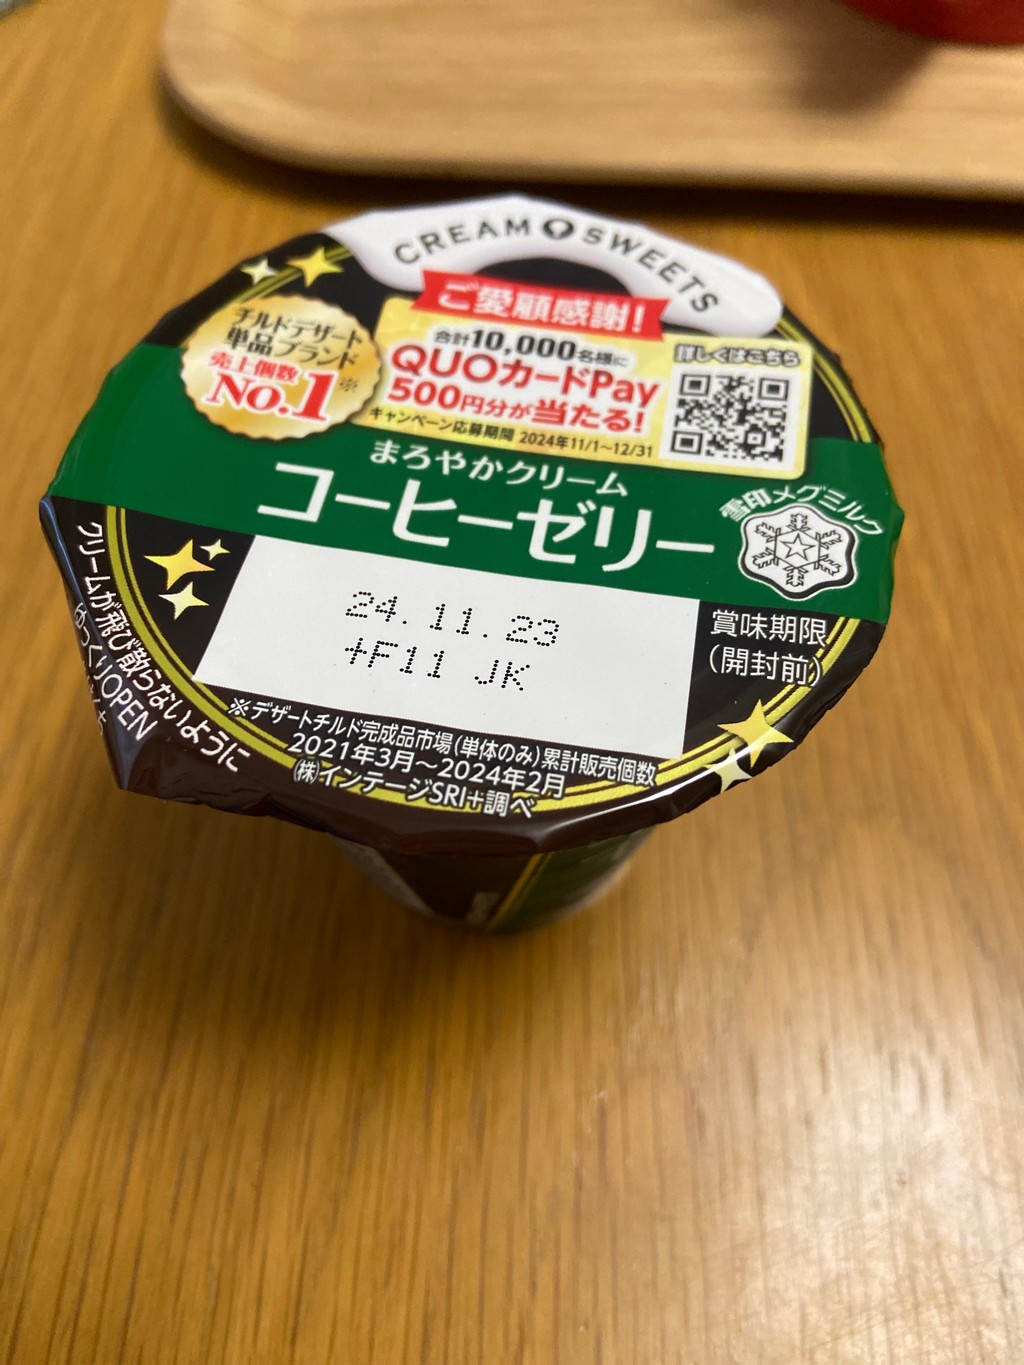 CREAM SWEETS
ご愛顧感謝!
チルドデザート
単品ブランド
売上個数
No.1※
合計10,000名様に
QUOカードPay
500円分が当たる!
キャンペーン応募期間 2024年11/1〜12/31
詳しくはこちら
まろやかクリーム
コーヒーゼリー
雪印メグミルク
24.11.23
+F11 JK
賞味期限
(開封前)
クリームが飛び散らないように
ゆっくりOPEN
※デザートチルド完成品市場(単体のみ)累計販売個数
2021年3月〜2024年2月
㈱インテージSRI+調べ